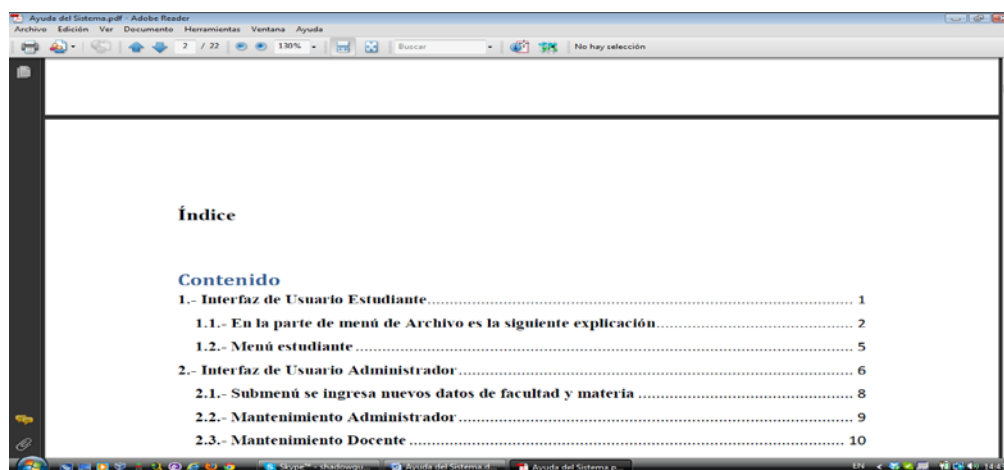 Ayuda del Sistema.pdf - Adobe Reader
Archivo Edición Ver Documento Herramientas Ventana Ayuda
2 / 22 130% Buscar No hay selección
Índice
Contenido
1.- Interfaz de Usuario Estudiante 1
1.1.- En la parte de menú de Archivo es la siguiente explicación 2
1.2.- Menú estudiante 5
2.- Interfaz de Usuario Administrador 6
2.1.- Submenú se ingresa nuevos datos de facultad y materia 8
2.2.- Mantenimiento Administrador 9
2.3.- Mantenimiento Docente 10
Skype™ - shadowgu... Ayuda del Sistema d... Ayuda del Sistema.p... EN